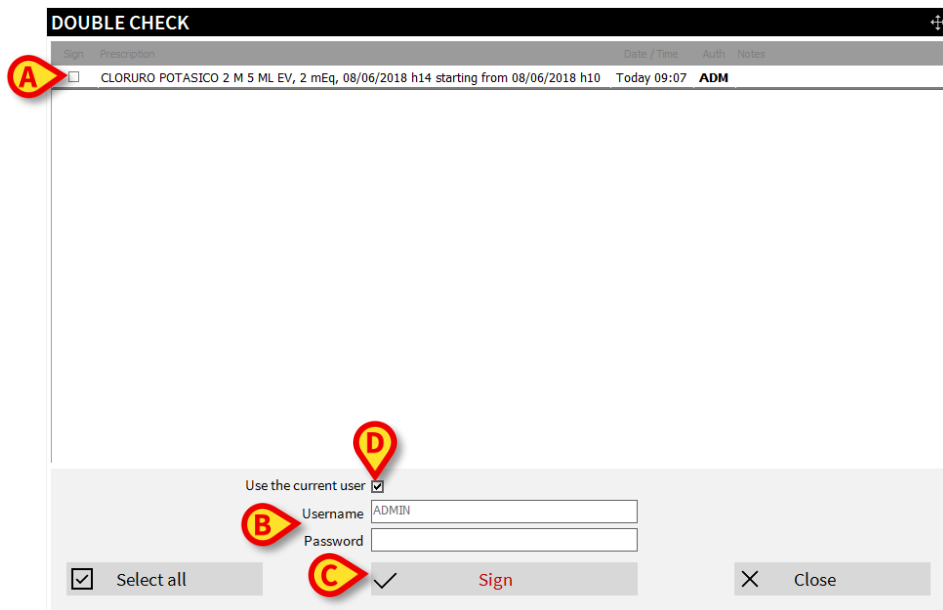 DOUBLE CHECK
Sign Prescription Date / Time Auth Notes
A
CLORURO POTASICO 2 M 5 ML EV, 2 mEq, 08/06/2018 h14 starting from 08/06/2018 h10 Today 09:07 ADM
D
Use the current user
B
Username ADMIN
Password
Select all C Sign Close